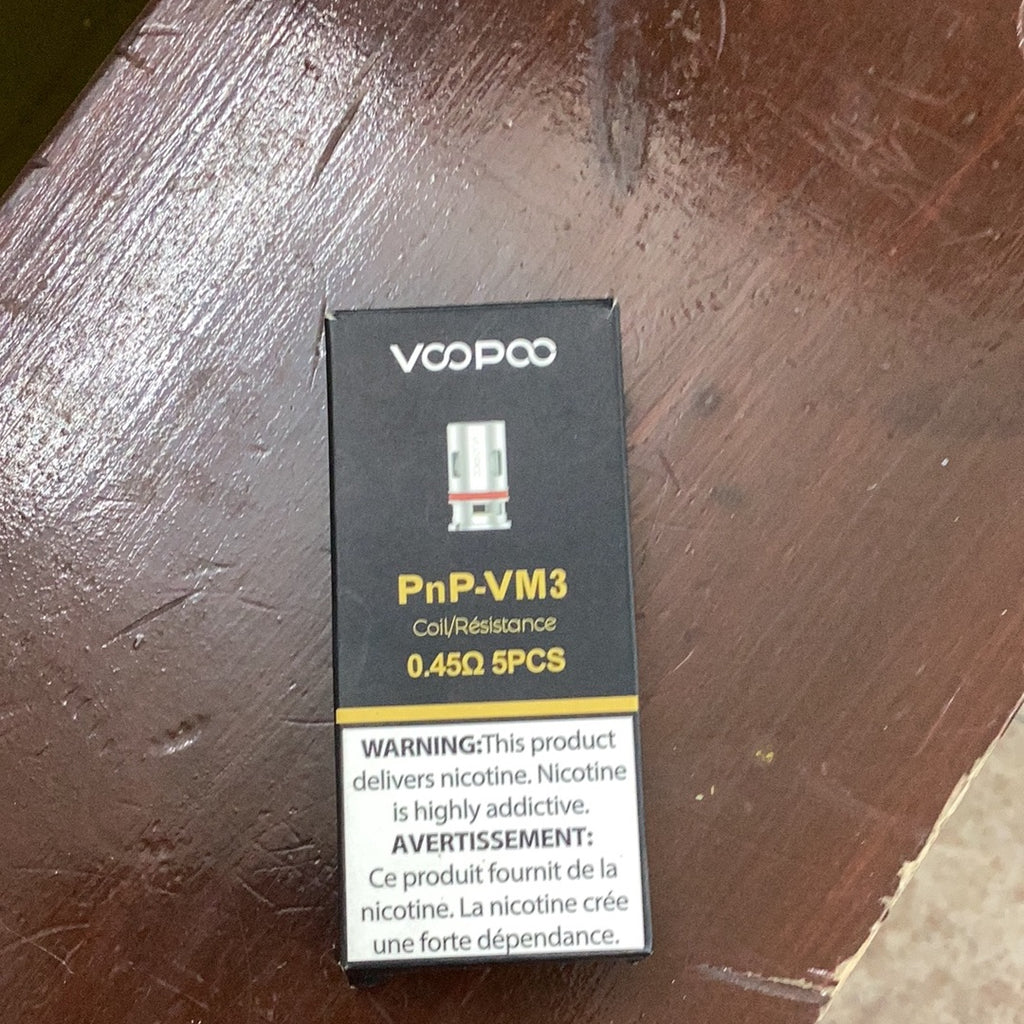 VOOPOO
PnP-VM3
Coil/Résistance
0.45Ω 5PCS
WARNING:This product
delivers nicotine. Nicotine
is highly addictive.
AVERTISSEMENT:
Ce produit fournit de la
nicotine. La nicotine crée
une forte dépendance.